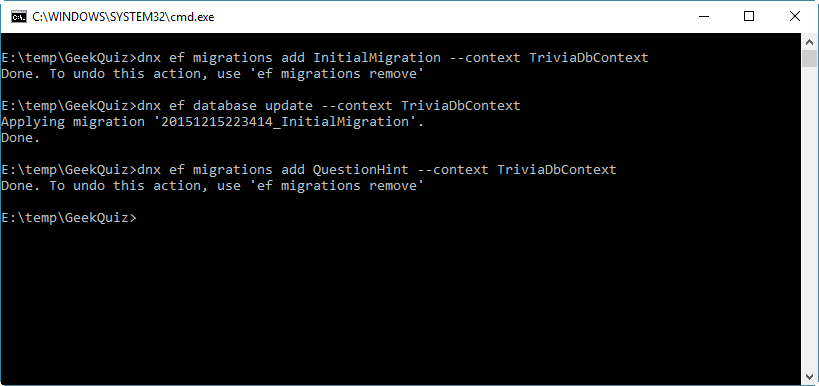 C:\WINDOWS\SYSTEM32\cmd.exe
E:\temp\GeekQuiz>dnx ef migrations add InitialMigration --context TriviaDbContext
Done. To undo this action, use 'ef migrations remove'
E:\temp\GeekQuiz>dnx ef database update --context TriviaDbContext
Applying migration '20151215223414_InitialMigration'.
Done.
E:\temp\GeekQuiz>dnx ef migrations add QuestionHint --context TriviaDbContext
Done. To undo this action, use 'ef migrations remove'
E:\temp\GeekQuiz>